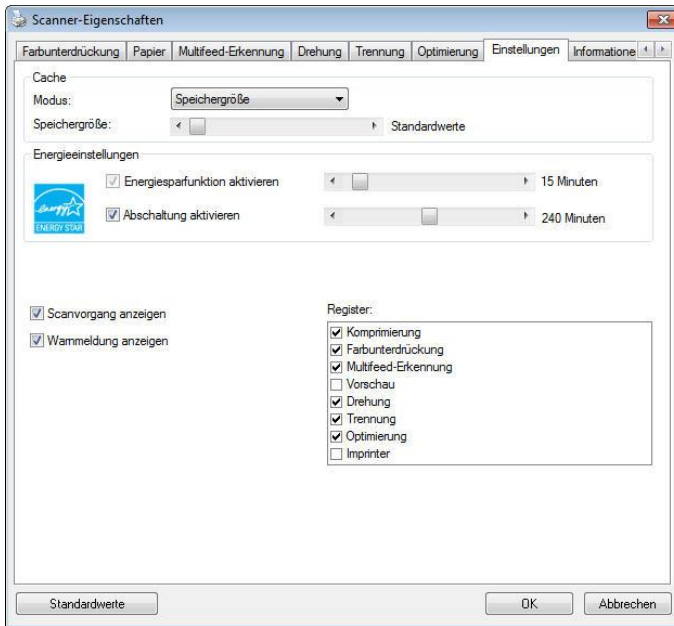 Scanner-Eigenschaften
Farbunterdrückung Papier Multifeed-Erkennung Drehung Trennung Optimierung Einstellungen Informatione
Cache
Modus: Speichergröße
Speichergröße: Standardwerte
Energieeinstellungen
Energiesparfunktion aktivieren 15 Minuten
energy
ENERGY STAR
Abschaltung aktivieren 240 Minuten
Scanvorgang anzeigen
Warnmeldung anzeigen
Register:
Komprimierung
Farbunterdrückung
Multifeed-Erkennung
Vorschau
Drehung
Trennung
Optimierung
Imprinter
Standardwerte OK Abbrechen